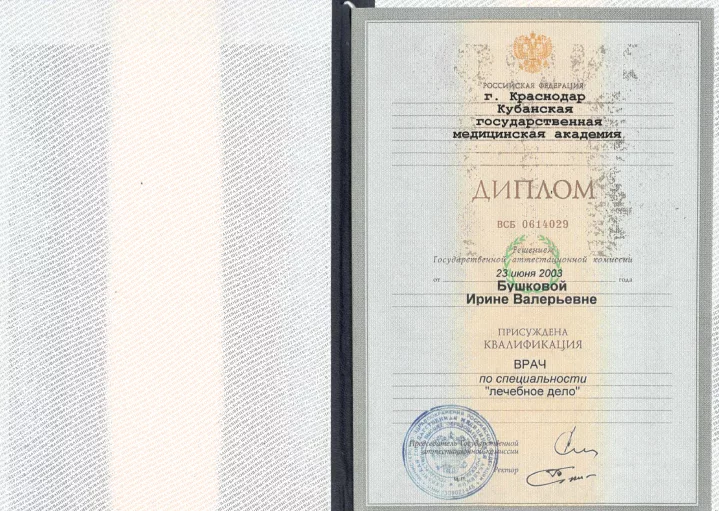 РОССИЙСКАЯ ФЕДЕРАЦИЯ
г. Краснодар
Кубанская
государственная
медицинская академия
ДИПЛОМ
ВСБ 0614029
Решением
Государственной аттестационной комиссии
от 23 июня 2003 года
Бушковой
Ирине Валерьевне
ПРИСУЖДЕНА
КВАЛИФИКАЦИЯ
ВРАЧ
по специальности
"лечебное дело"
Председатель Государственной
аттестационной комиссии
Ректор